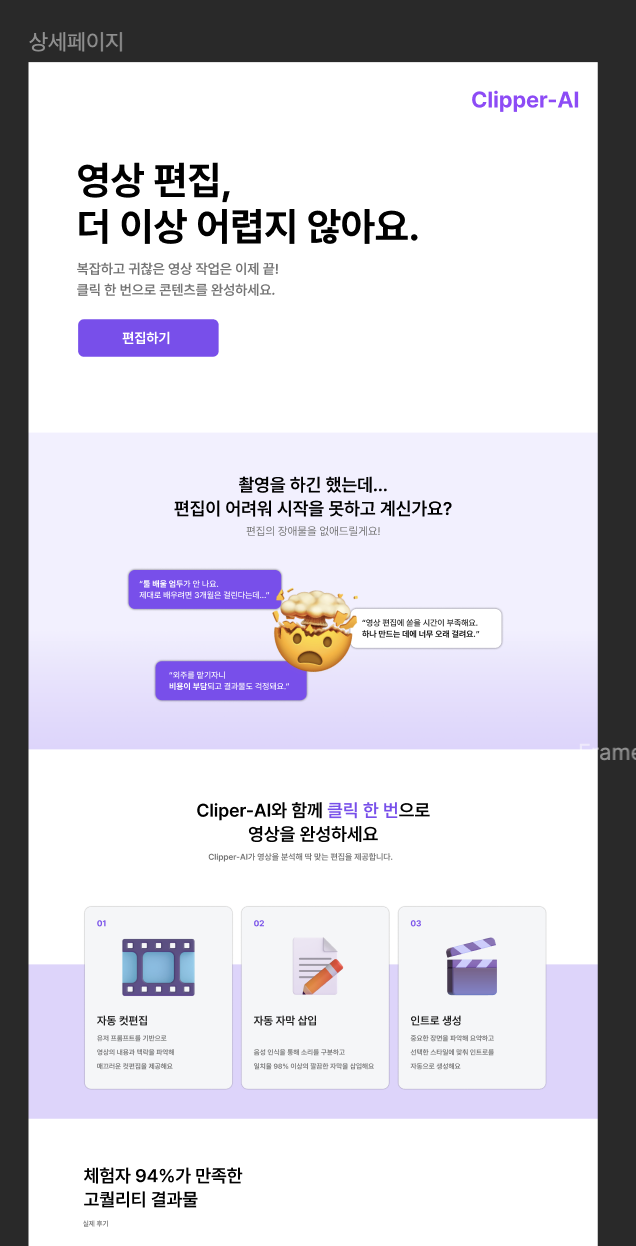 상세페이지
Clipper-AI
영상 편집,
더 이상 어렵지 않아요.
복잡하고 귀찮은 영상 작업은 이제 끝!
클릭 한 번으로 콘텐츠를 완성하세요.
편집하기
촬영을 하긴 했는데...
편집이 어려워 시작을 못하고 계신가요?
편집의 장애물을 없애드릴게요!
“툴 배울 엄두가 안 나요.
제대로 배우려면 3개월은 걸린다는데...”
“영상 편집에 쏟을 시간이 부족해요.
하나 만드는 데에 너무 오래 걸려요.”
“외주를 맡기자니
비용이 부담되고 결과물도 걱정돼요.”
Frame
Cliper-AI와 함께 클릭 한 번으로
영상을 완성하세요
Clipper-AI가 영상을 분석해 딱 맞는 편집을 제공합니다.
01
자동 컷편집
유저 프롬프트를 기반으로
영상의 내용과 맥락을 파악해
매끄러운 컷편집을 제공해요
02
자동 자막 삽입
음성 인식을 통해 소리를 구분하고
일치율 98% 이상의 깔끔한 자막을 삽입해요
03
인트로 생성
중요한 장면을 파악해 요약하고
선택한 스타일에 맞춰 인트로를
자동으로 생성해요
체험자 94%가 만족한
고퀄리티 결과물
실제 후기